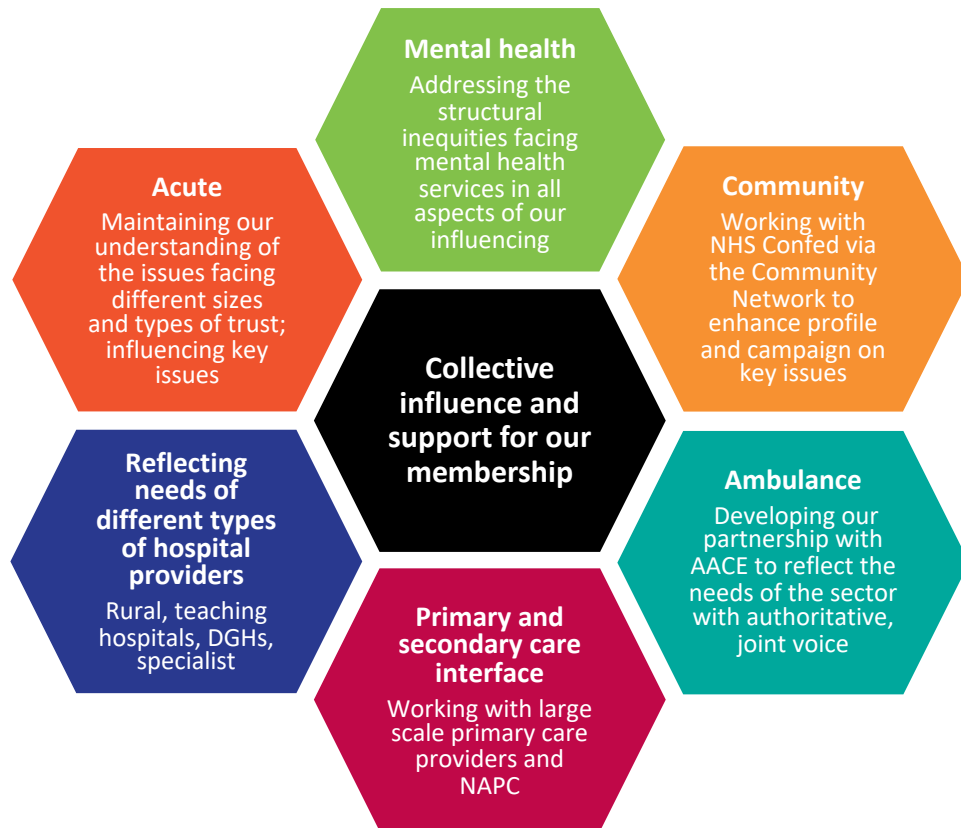 Mental health
Addressing the
structural
inequities facing
mental health
services in all
aspects of our
influencing
Acute
Maintaining our
understanding of
the issues facing
different sizes
and types of trust;
influencing key
issues
Community
Working with
NHS Confed via
the Community
Network to
enhance profile
and campaign on
key issues
Collective
influence and
support for our
membership
Reflecting
needs of
different types
of hospital
providers
Rural, teaching
hospitals, DGHs,
specialist
Ambulance
Developing our
partnership with
AACE to reflect the
needs of the sector
with authoritative,
joint voice
Primary and
secondary care
interface
Working with large
scale primary care
providers and
NAPC